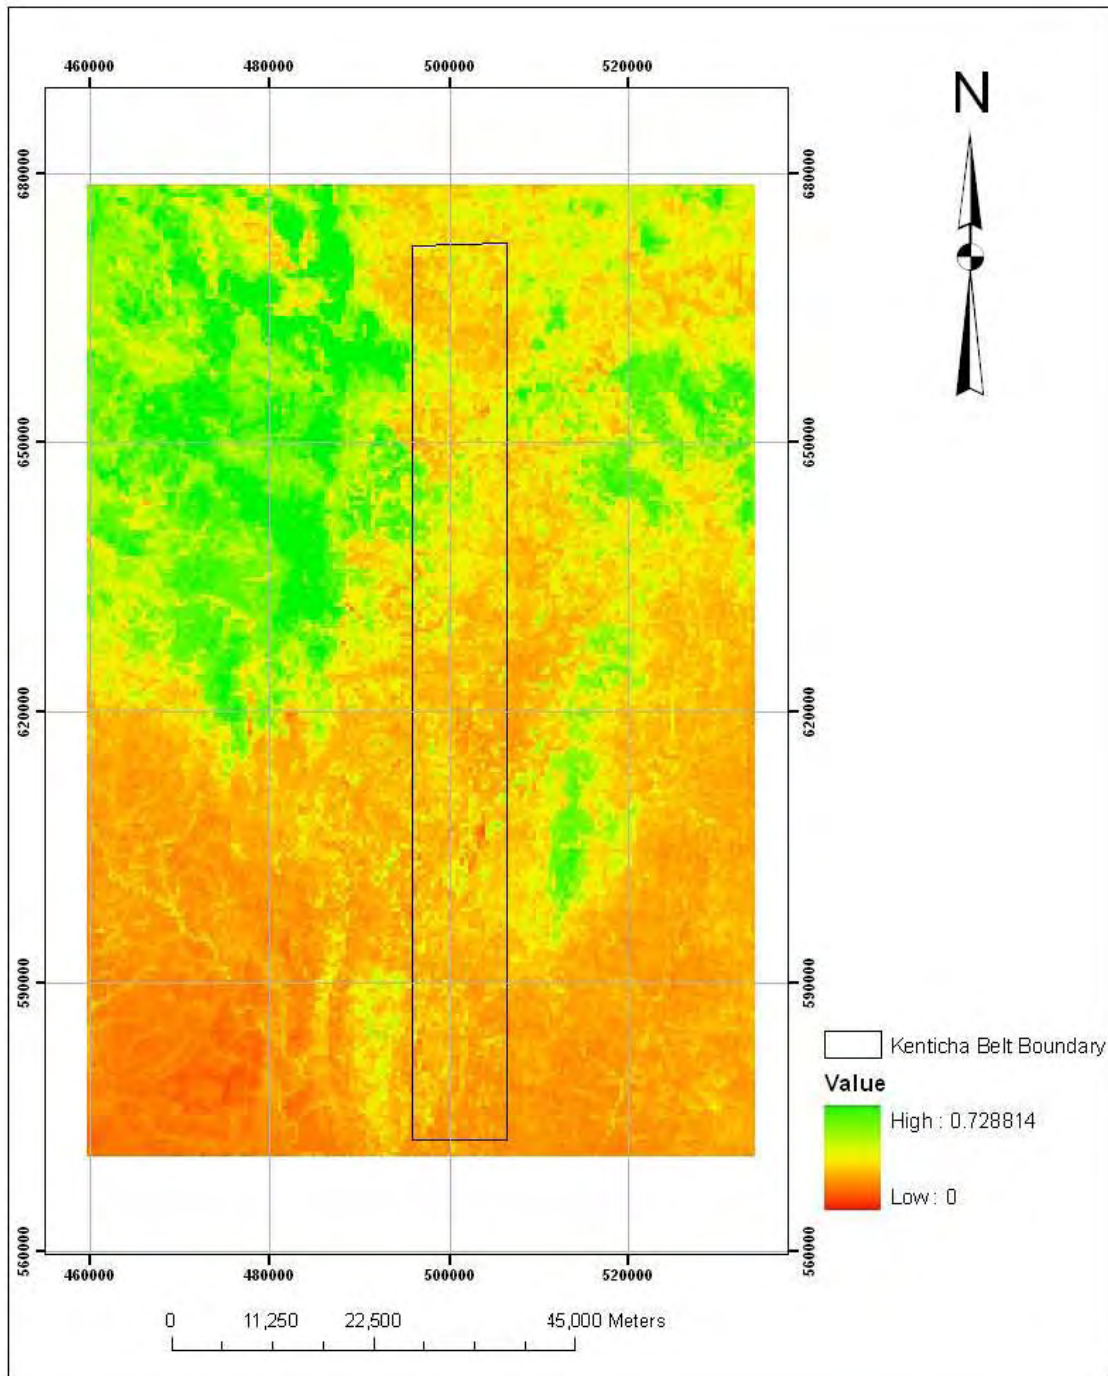 N
460000 480000 500000 520000
680000 680000
650000 650000
620000 620000
590000 590000
560000 560000
460000 480000 500000 520000
Kenticha Belt Boundary
Value
High : 0.728814
Low : 0
0 11,250 22,500 45,000 Meters